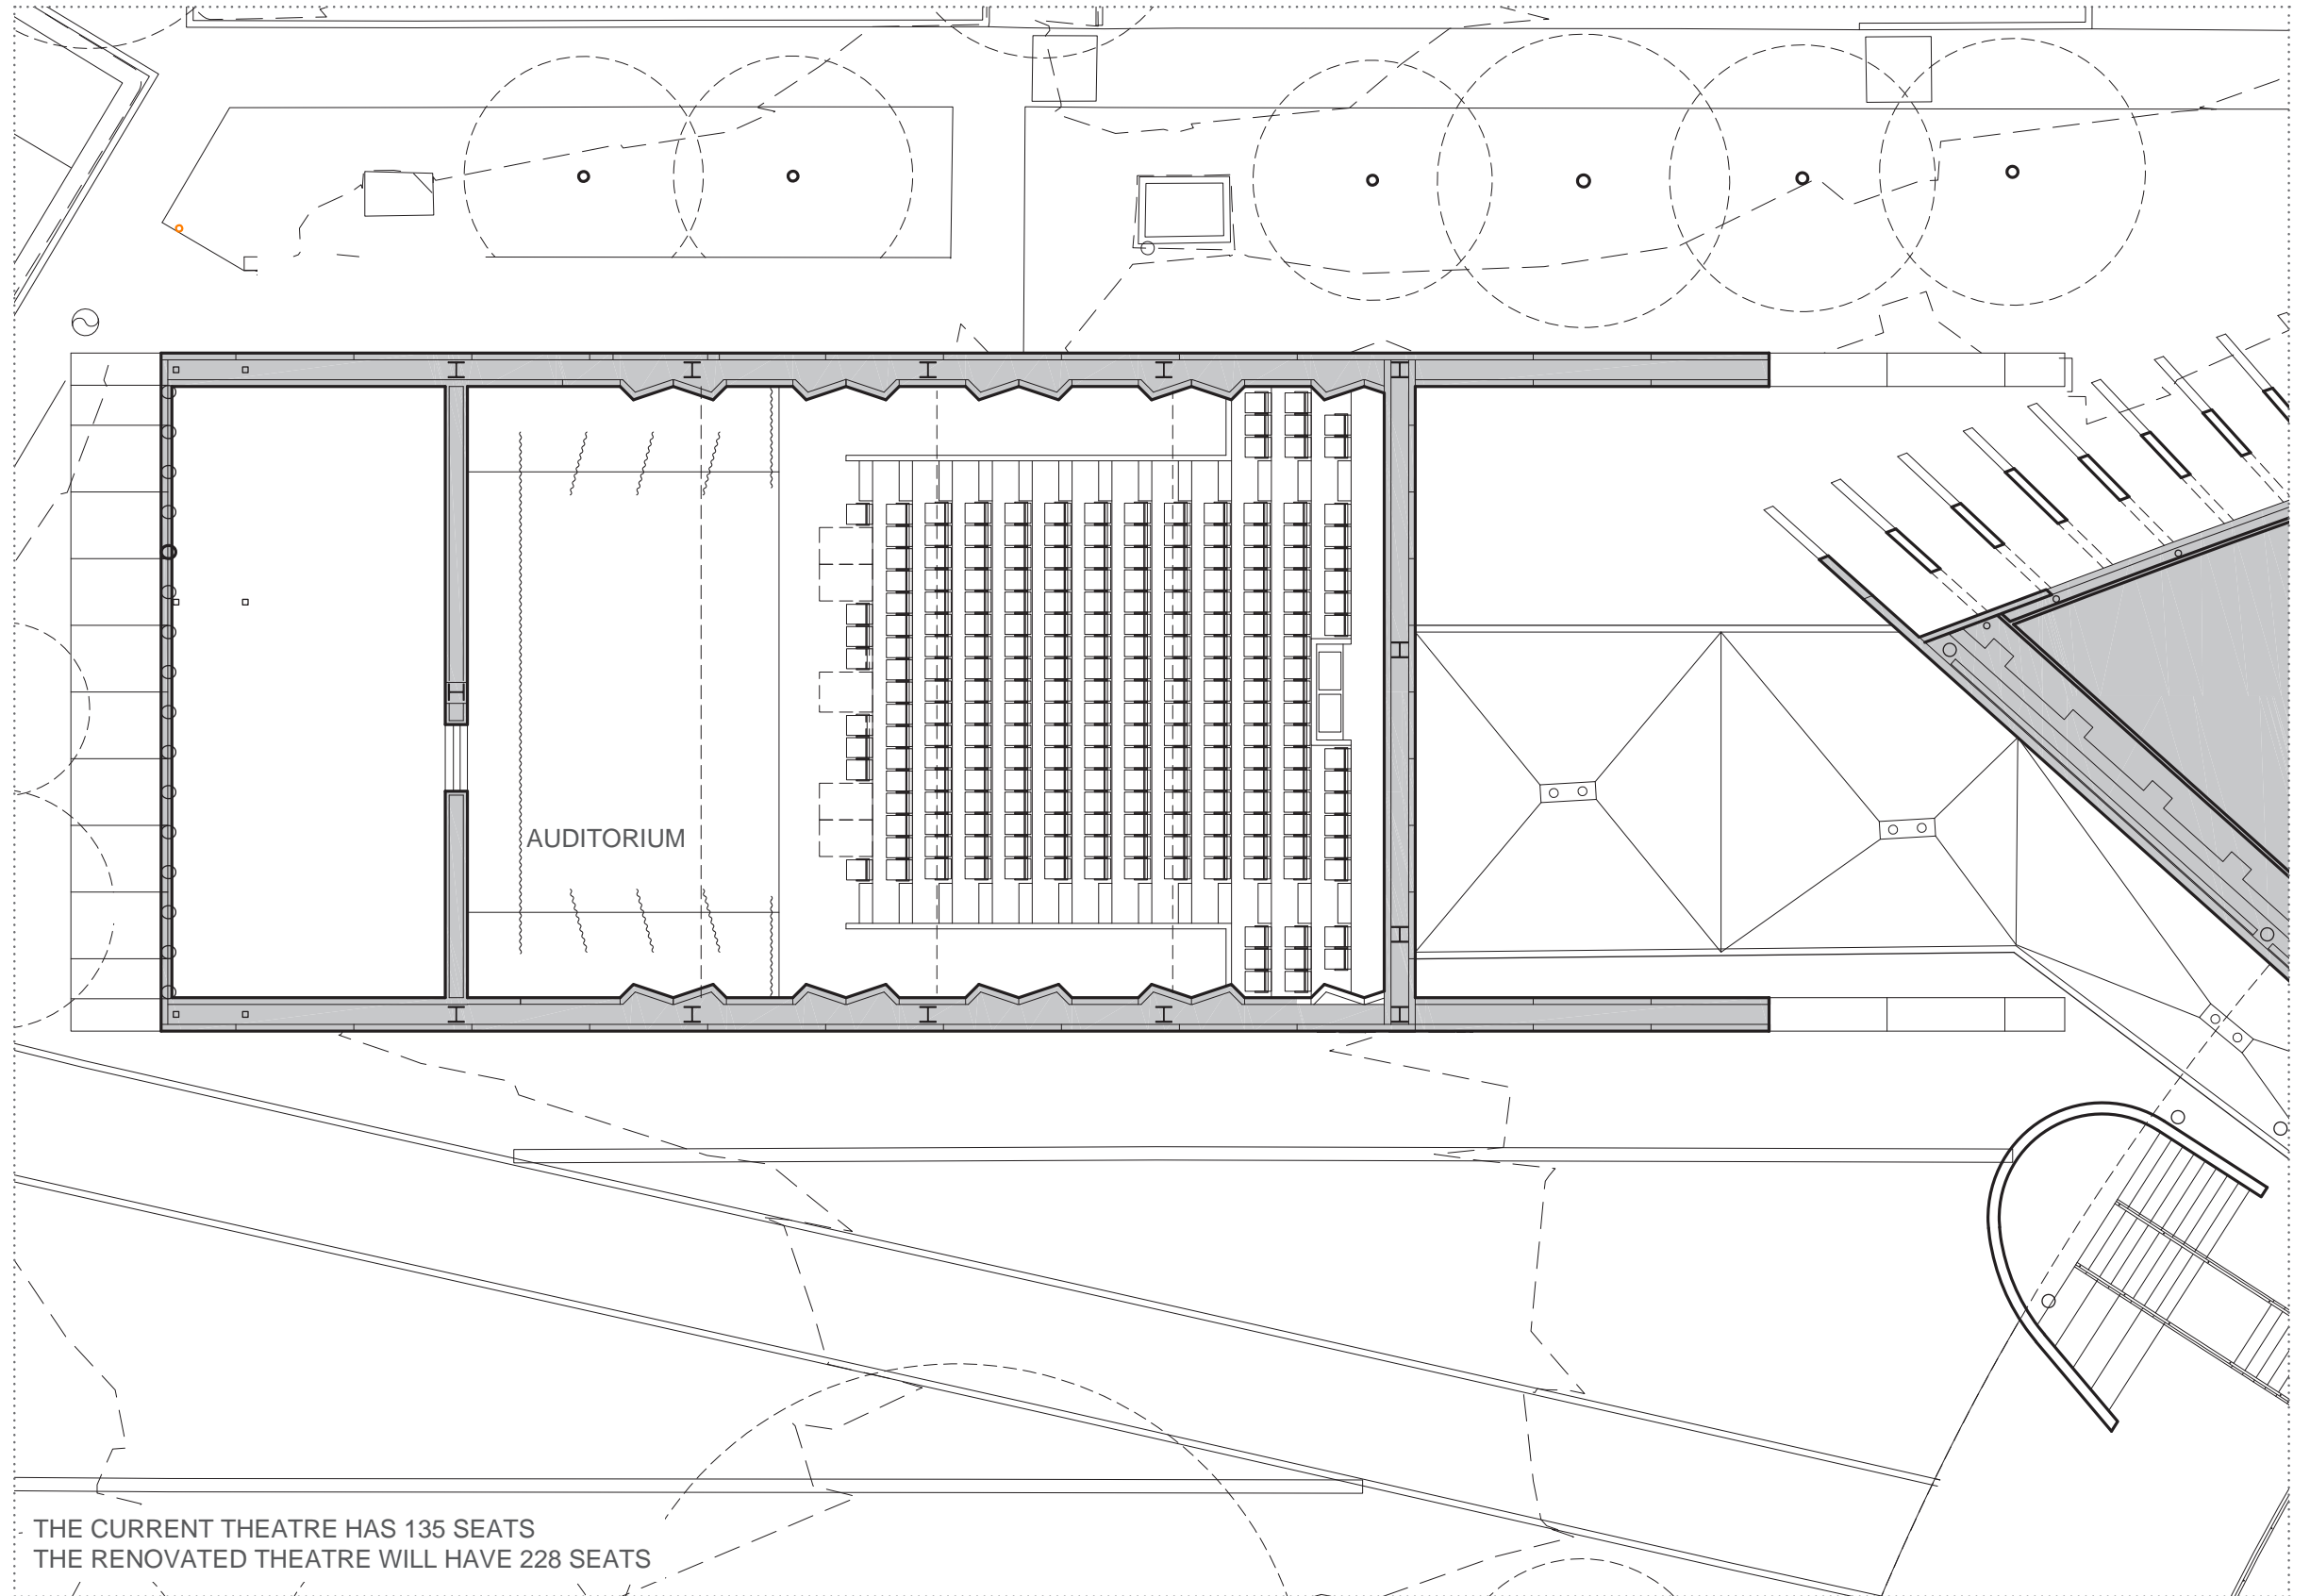 AUDITORIUM
THE CURRENT THEATRE HAS 135 SEATS
THE RENOVATED THEATRE WILL HAVE 228 SEATS